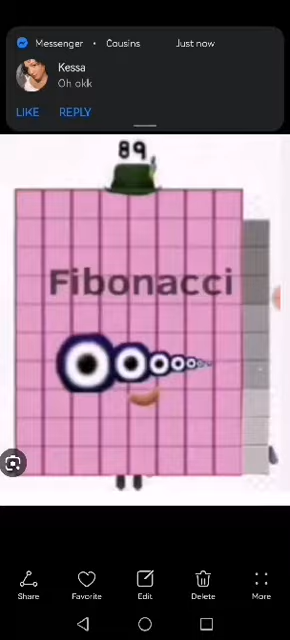 Messenger • Cousins Just now
Kessa
Oh okk
LIKE REPLY
89
Fibonacci
Share Favorite Edit Delete More